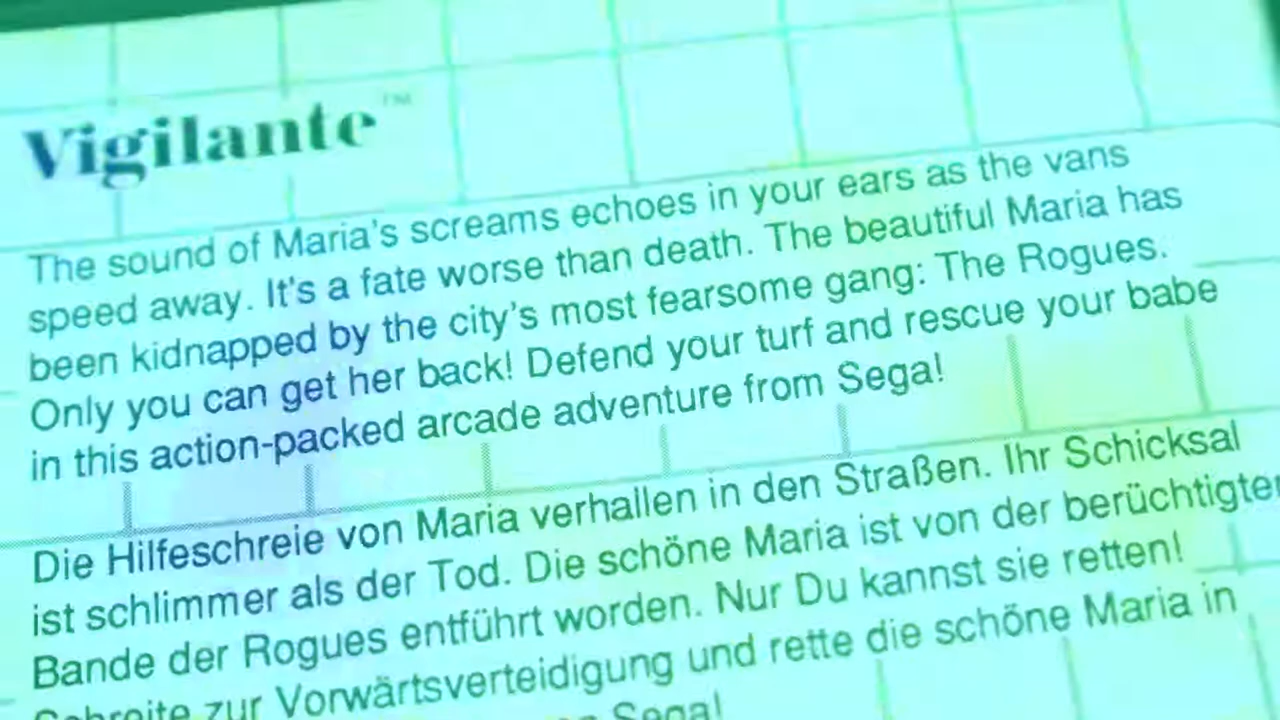 Vigilante™
The sound of Maria's screams echoes in your ears as the vans
speed away. It's a fate worse than death. The beautiful Maria has
been kidnapped by the city's most fearsome gang: The Rogues.
Only you can get her back! Defend your turf and rescue your babe
in this action-packed arcade adventure from Sega!
Die Hilfeschreie von Maria verhallen in den Straßen. Ihr Schicksal
ist schlimmer als der Tod. Die schöne Maria ist von der berüchtigten
Bande der Rogues entführt worden. Nur Du kannst sie retten!
Schreite zur Vorwärtsverteidigung und rette die schöne Maria in
Sega!